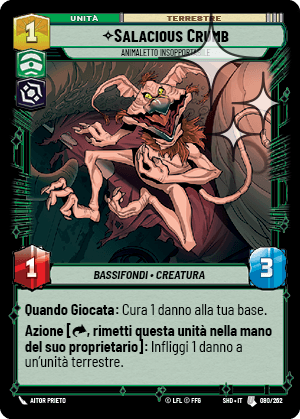 UNITÀ TERRESTRE
1
SALACIOUS CRUMB
ANIMALETTO INSOPPORTABILE
1
BASSIFONDI • CREATURA
3
Quando Giocata: Cura 1 danno alla tua base.
Azione [, rimetti questa unità nella mano
del suo proprietario]: Infliggi 1 danno a
un'unità terrestre.
AITOR PRIETO © LFL © FFG SHD • IT 080/262